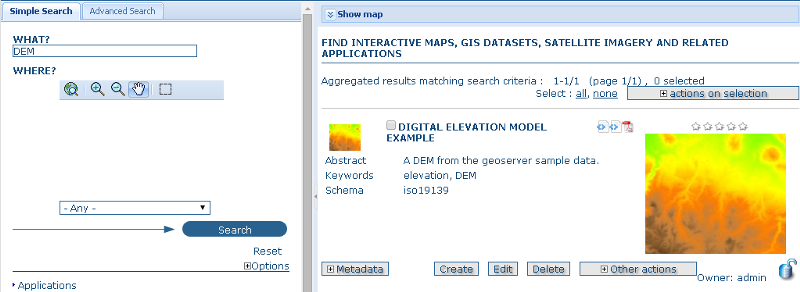 Simple Search
Advanced Search
WHAT?
DEM
WHERE?
- Any -
Search
Reset
Options
Applications
Show map
FIND INTERACTIVE MAPS, GIS DATASETS, SATELLITE IMAGERY AND RELATED
APPLICATIONS
Aggregated results matching search criteria : 1-1/1 (page 1/1) , 0 selected
Select : all, none
actions on selection
DIGITAL ELEVATION MODEL
EXAMPLE
Abstract A DEM from the geoserver sample data.
Keywords elevation, DEM
Schema iso19139
Metadata
Create
Edit
Delete
Other actions
Owner: admin